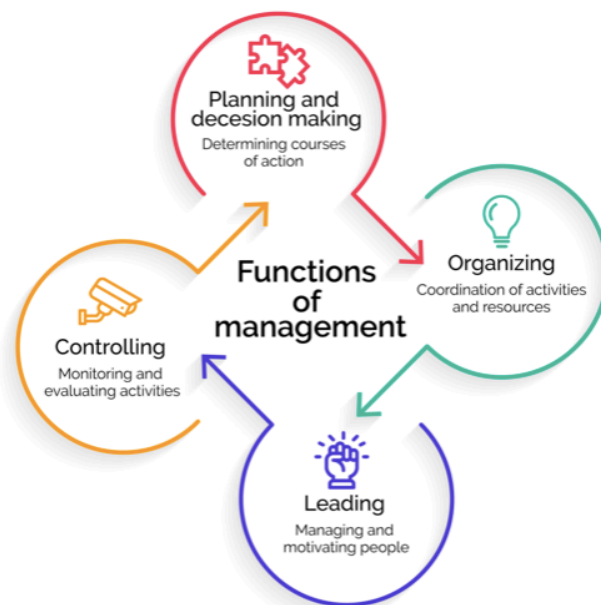 Planning and
decesion making
Determining courses
of action
Organizing
Coordination of activities
and resources
Functions
of
management
Controlling
Monitoring and
evaluating activities
Leading
Managing and
motivating people